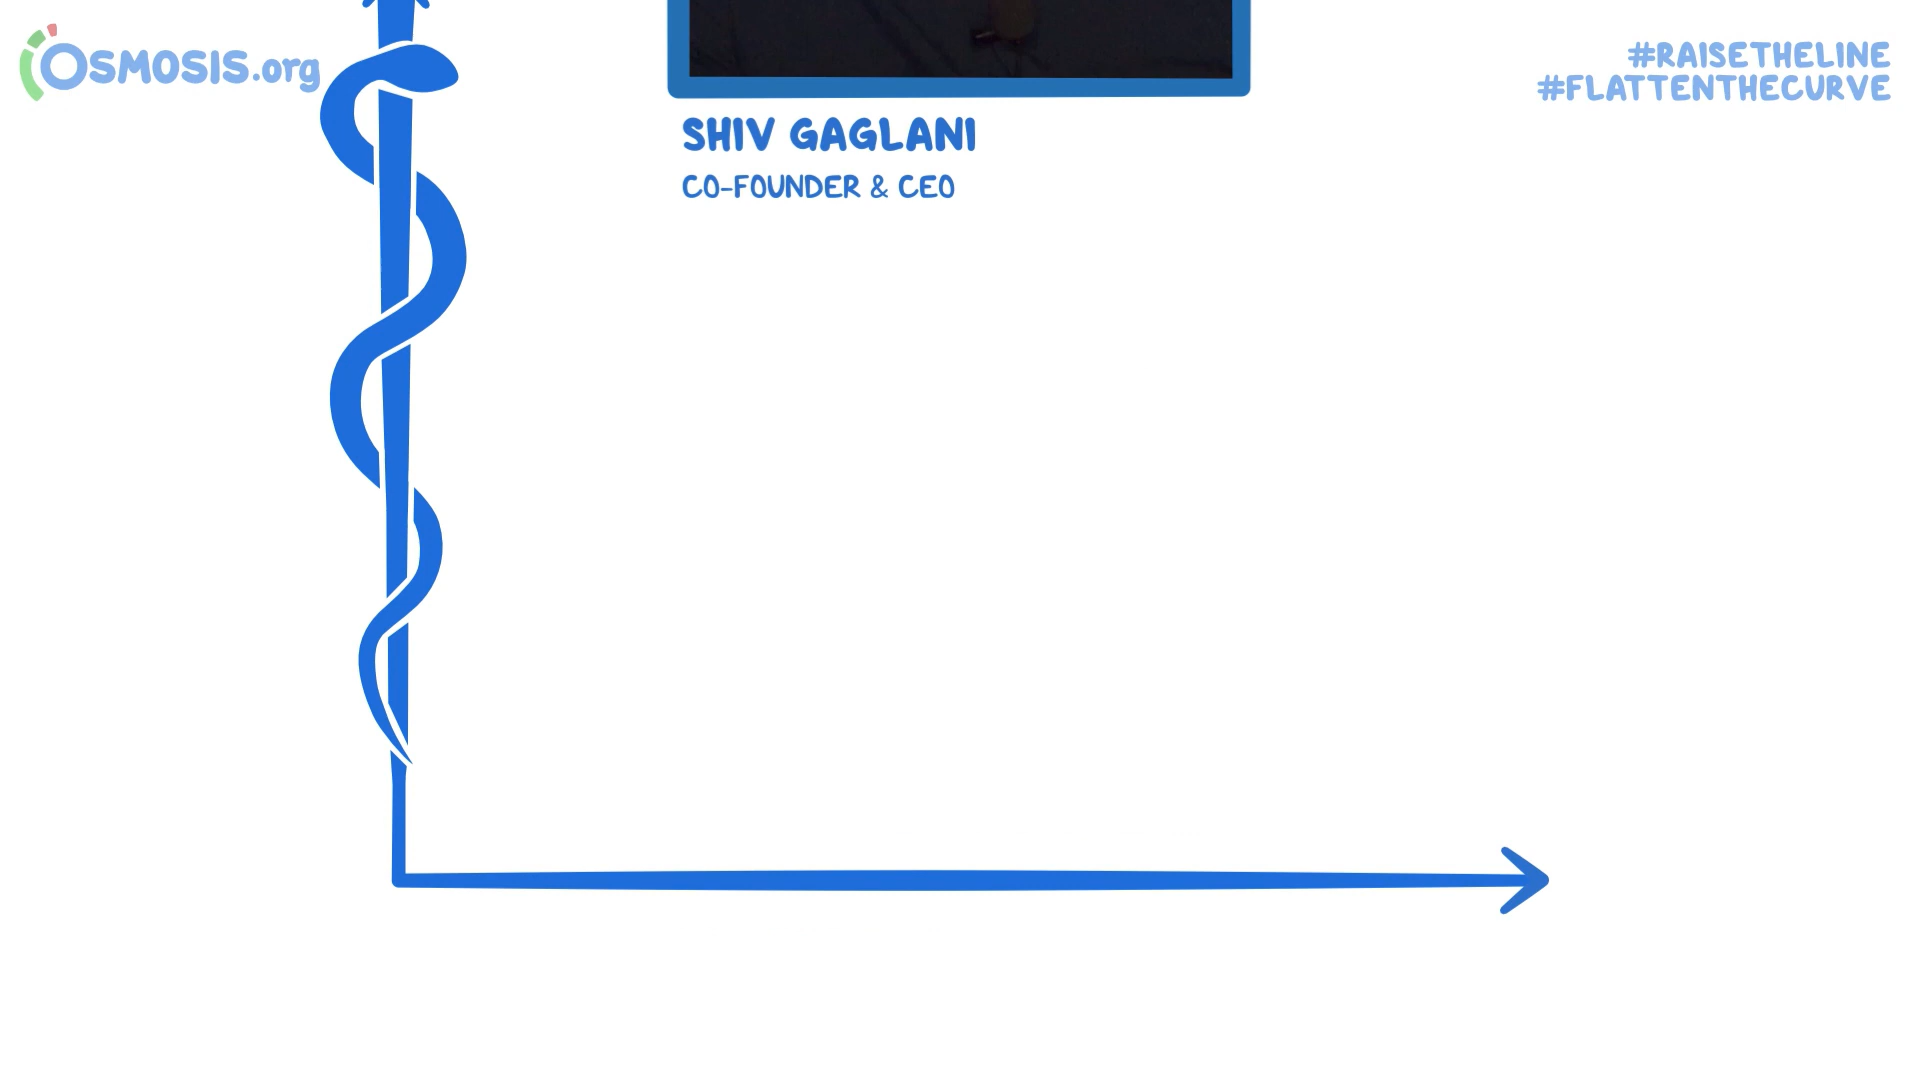 OSMOSIS.org
#RAISETHELINE
#FLATTENTHECURVE
SHIV GAGLANI
CO-FOUNDER & CEO